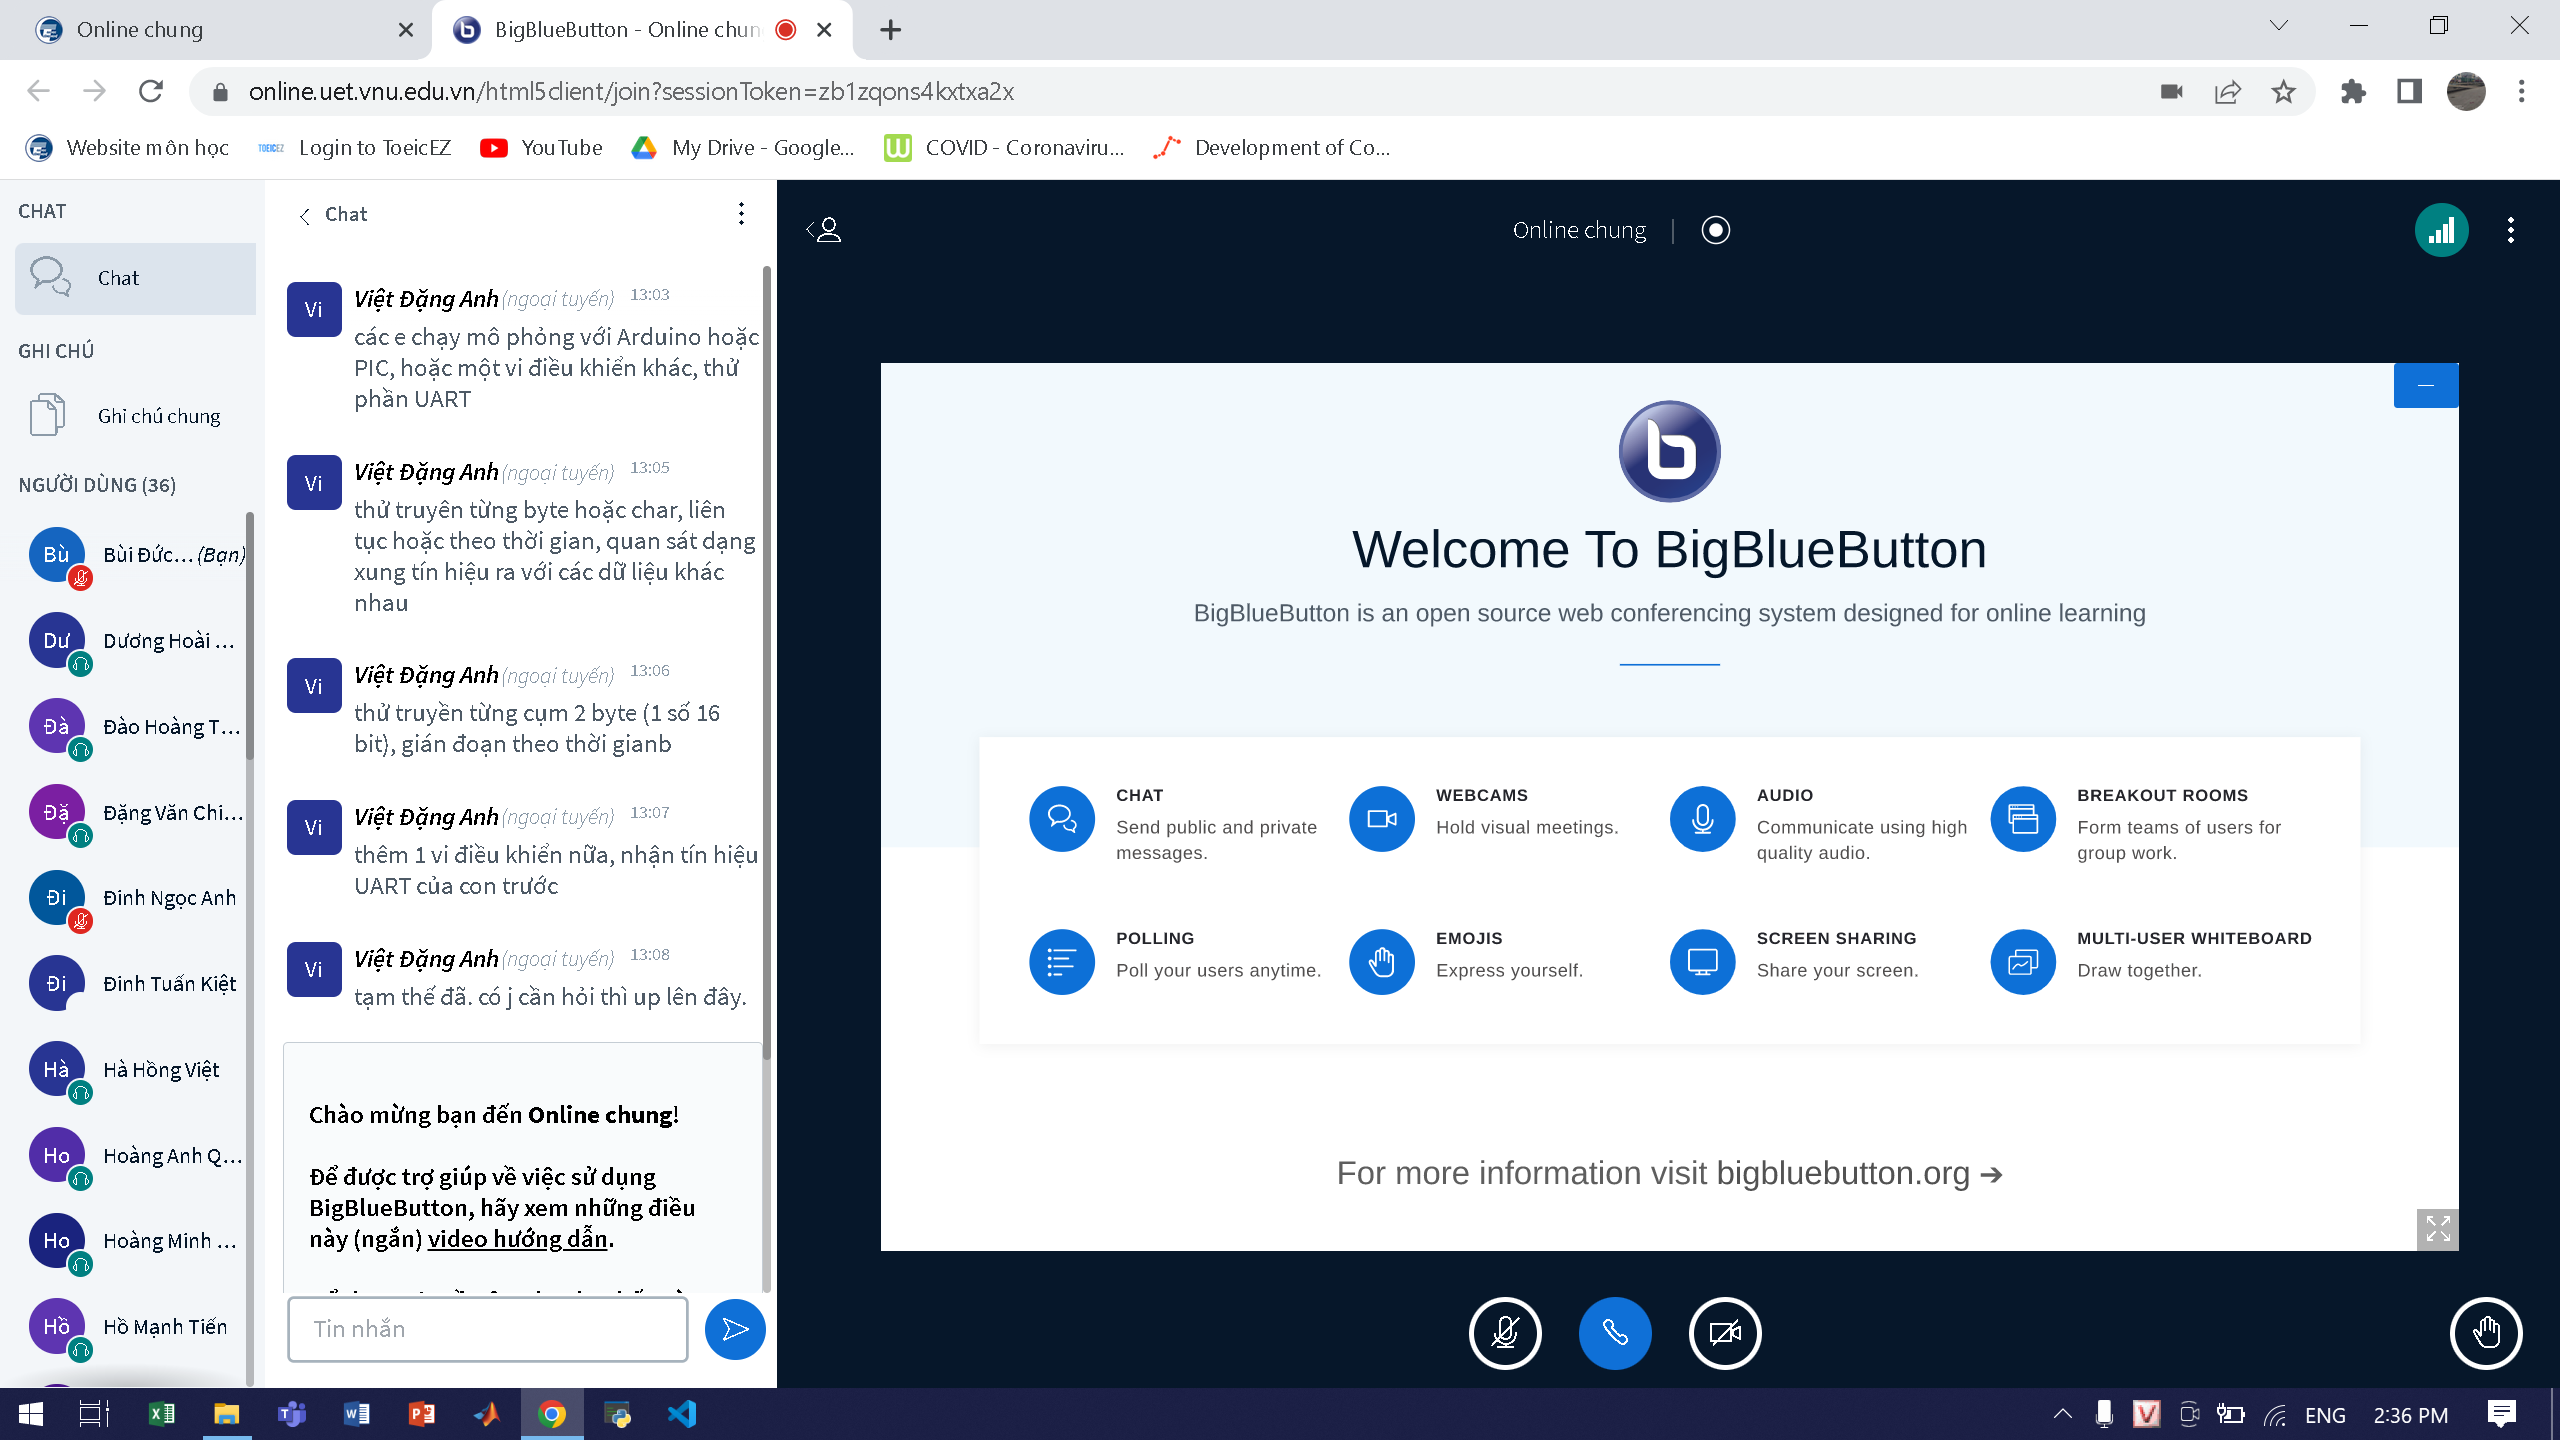 Online chung
BigBlueButton - Online chun
online.uet.vnu.edu.vn/html5client/join?sessionToken=zb1zqons4kxtxa2x
Website môn học
TOEICEZ
Login to ToeicEZ
YouTube
My Drive - Google...
COVID - Coronaviru...
Development of Co...
CHAT
Chat
GHI CHÚ
Ghi chú chung
NGƯỜI DÙNG (36)
Bù
Bùi Đức... (Bạn)
Dư
Dương Hoài ...
Đà
Đào Hoàng T...
Đặ
Đặng Văn Chi...
Đi
Đinh Ngọc Anh
Đi
Đinh Tuấn Kiệt
Hà
Hà Hồng Việt
Ho
Hoàng Anh Q...
Ho
Hoàng Minh ...
Hồ
Hồ Mạnh Tiến
Chat
Vi
Việt Đặng Anh (ngoại tuyến) 13:03
các e chạy mô phỏng với Arduino hoặc
PIC, hoặc một vi điều khiển khác, thử
phần UART
Vi
Việt Đặng Anh (ngoại tuyến) 13:05
thử truyên từng byte hoặc char, liên
tục hoặc theo thời gian, quan sát dạng
xung tín hiệu ra với các dữ liệu khác
nhau
Vi
Việt Đặng Anh (ngoại tuyến) 13:06
thử truyền từng cụm 2 byte (1 số 16
bit), gián đoạn theo thời gianb
Vi
Việt Đặng Anh (ngoại tuyến) 13:07
thêm 1 vi điều khiển nữa, nhận tín hiệu
UART của con trước
Vi
Việt Đặng Anh (ngoại tuyến) 13:08
tạm thế đã. có j cần hỏi thì up lên đây.
Chào mừng bạn đến Online chung!
Để được trợ giúp về việc sử dụng
BigBlueButton, hãy xem những điều
này (ngắn) video hướng dẫn.
Tin nhắn
Online chung
Welcome To BigBlueButton
BigBlueButton is an open source web conferencing system designed for online learning
CHAT
Send public and private
messages.
WEBCAMS
Hold visual meetings.
AUDIO
Communicate using high
quality audio.
BREAKOUT ROOMS
Form teams of users for
group work.
POLLING
Poll your users anytime.
EMOJIS
Express yourself.
SCREEN SHARING
Share your screen.
MULTI-USER WHITEBOARD
Draw together.
For more information visit bigbluebutton.org ➔
ENG
2:36 PM